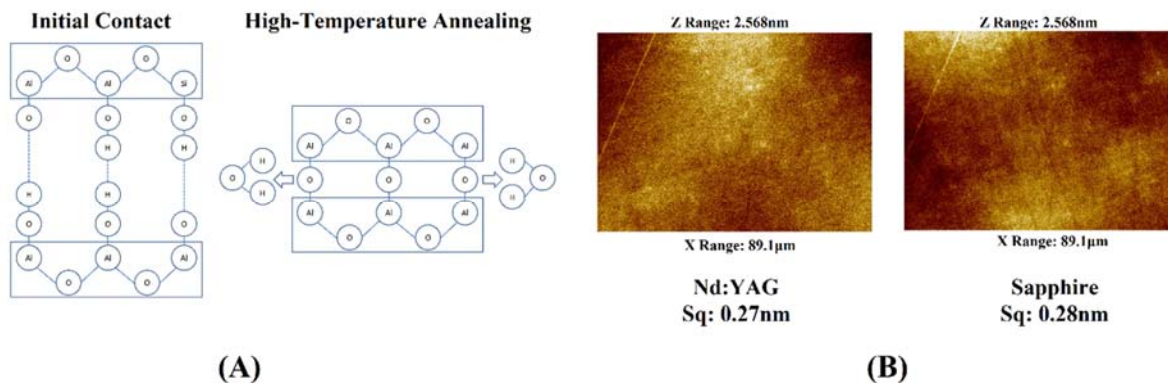 Initial Contact
High-Temperature Annealing
O O
Al Al Si
O O O
H H
H H
O O O
Al Al Al
O O
O O
Al Al Al
H H
O O O O O
H H
Al Al Al
O O
(A)
Z Range: 2.568nm
X Range: 89.1μm
Nd:YAG
Sq: 0.27nm
Z Range: 2.568nm
X Range: 89.1μm
Sapphire
Sq: 0.28nm
(B)